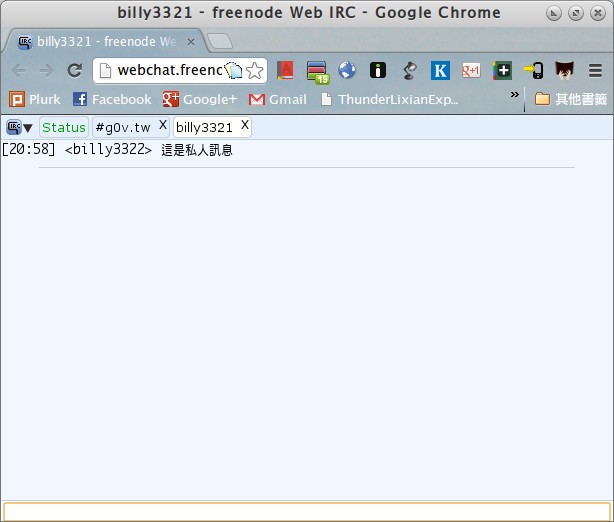 billy3321 - freenode Web IRC - Google Chrome
billy3321 - freenode We
webchat.freenc
19
K
g+1
Plurk Facebook Google+ Gmail ThunderLixianExp... » 其他書籤
IRC Status #g0v.tw X billy3321 X
[20:58] <billy3322> 這是私人訊息